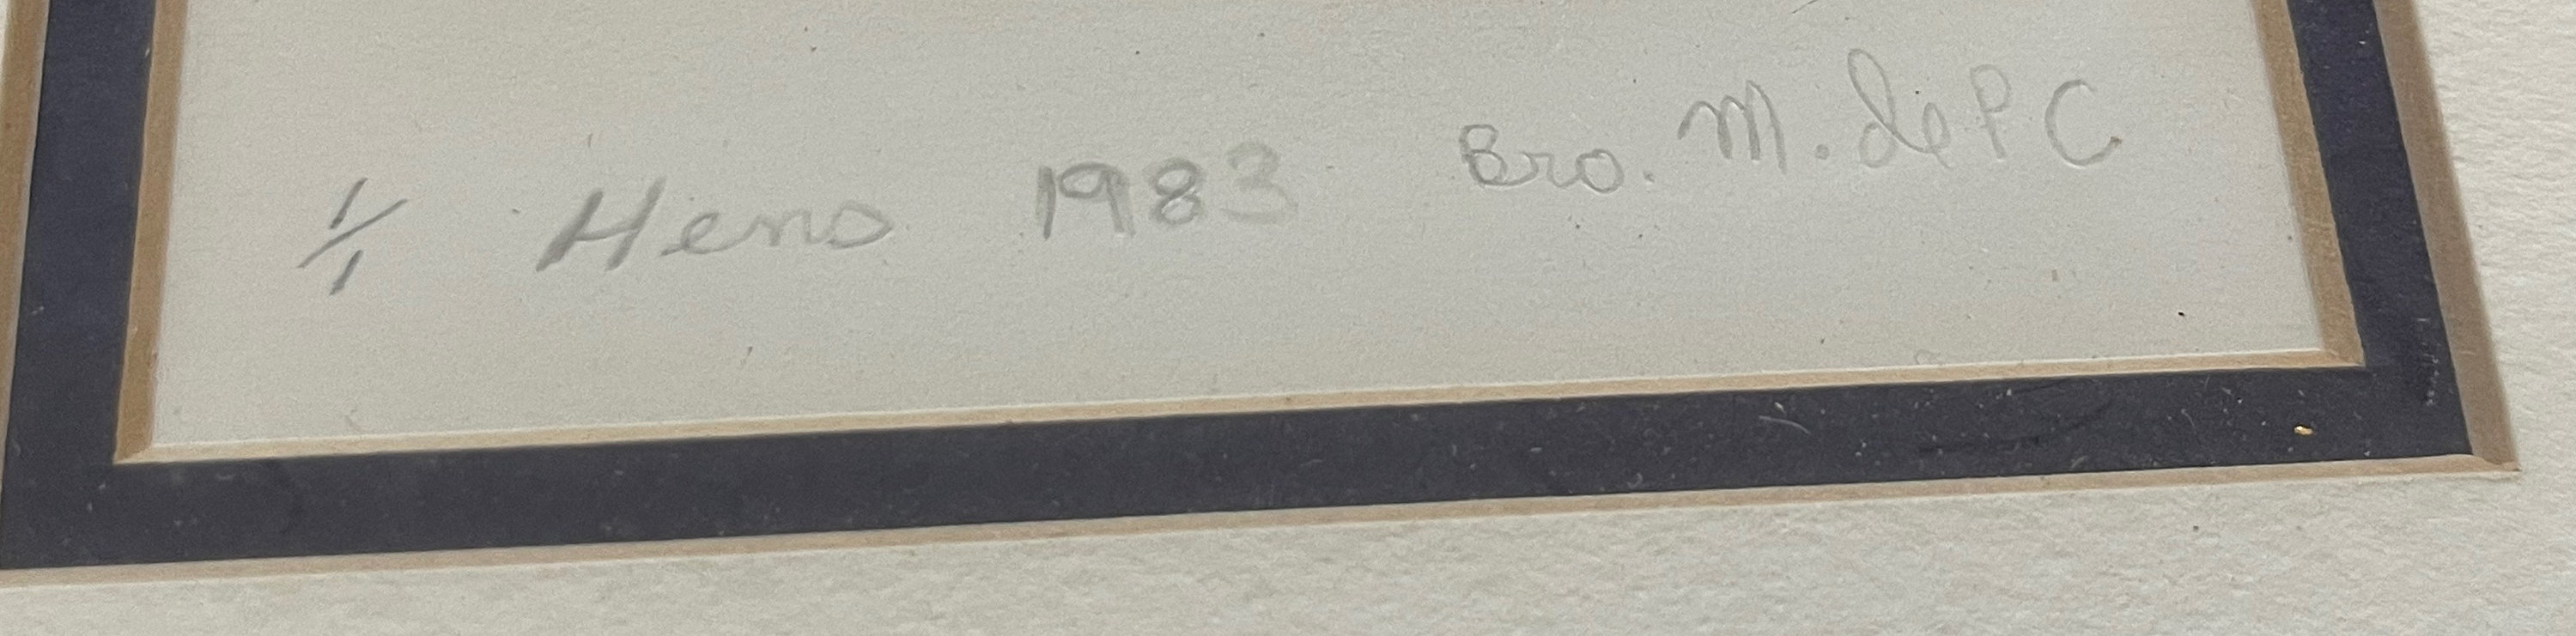 1/1 Hens 1983 Bro. M. de P C